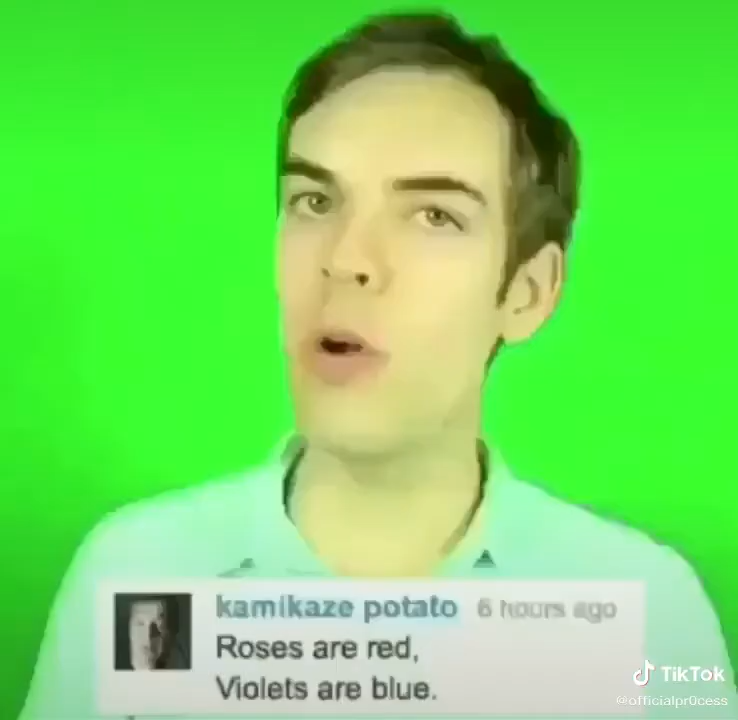 kamikaze potato 6 hours ago
Roses are red,
Violets are blue.
TikTok
@officialpr0cess